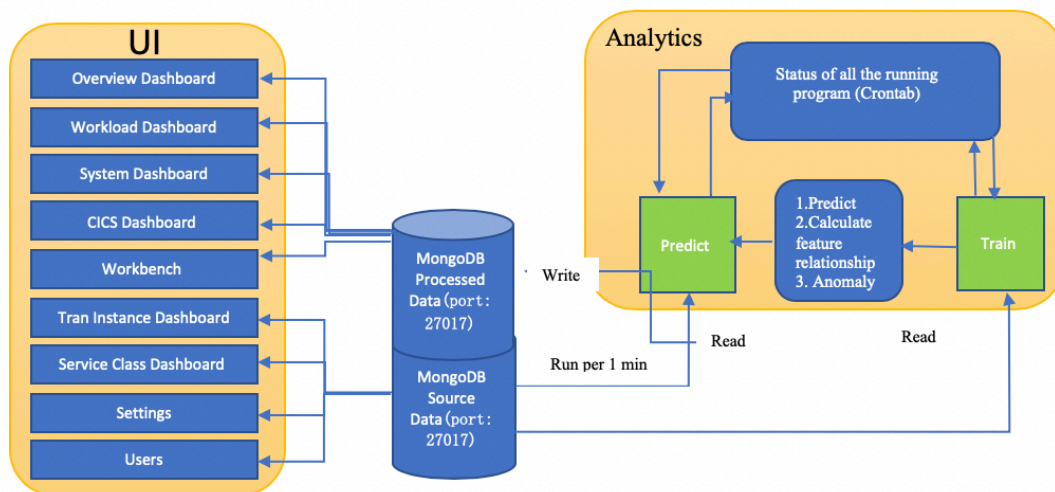 UI
Overview Dashboard
Workload Dashboard
System Dashboard
CICS Dashboard
Workbench
Tran Instance Dashboard
Service Class Dashboard
Settings
Users
MongoDB
Processed
Data(port:
27017)
MongoDB
Source
Data(port:
27017)
Write
Run per 1 min
Read
Read
Analytics
Status of all the running
program (Crontab)
Predict
1.Predict
2.Calculate
feature
relationship
3. Anomaly
Train